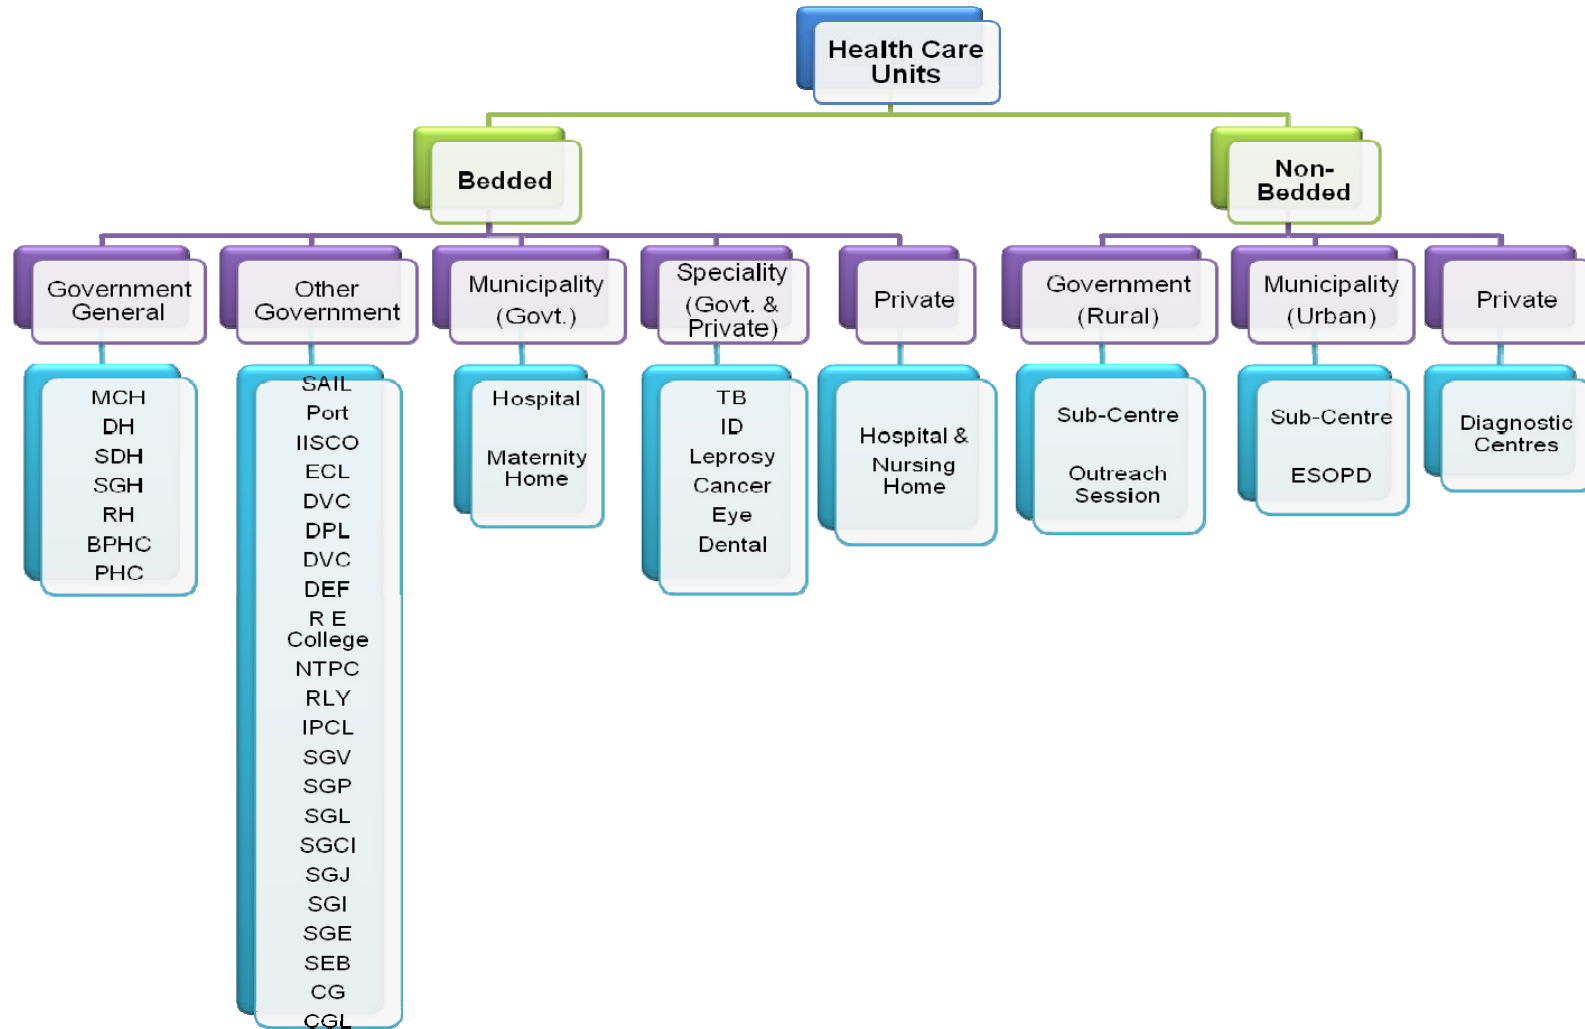 Health Care
Units
Bedded
Non-
Bedded
Government
General
Other
Government
Municipality
(Govt.)
Speciality
(Govt. &
Private)
Private
Government
(Rural)
Municipality
(Urban)
Private
MCH
DH
SDH
SGH
RH
BPHC
PHC
SAIL
Port
IISCO
ECL
DVC
DPL
DVC
DEF
R E
College
NTPC
RLY
IPCL
SGV
SGP
SGL
SGCI
SGJ
SGI
SGE
SEB
CG
CGL
Hospital
Maternity
Home
TB
ID
Leprosy
Cancer
Eye
Dental
Hospital &
Nursing
Home
Sub-Centre
Outreach
Session
Sub-Centre
ESOPD
Diagnostic
Centres